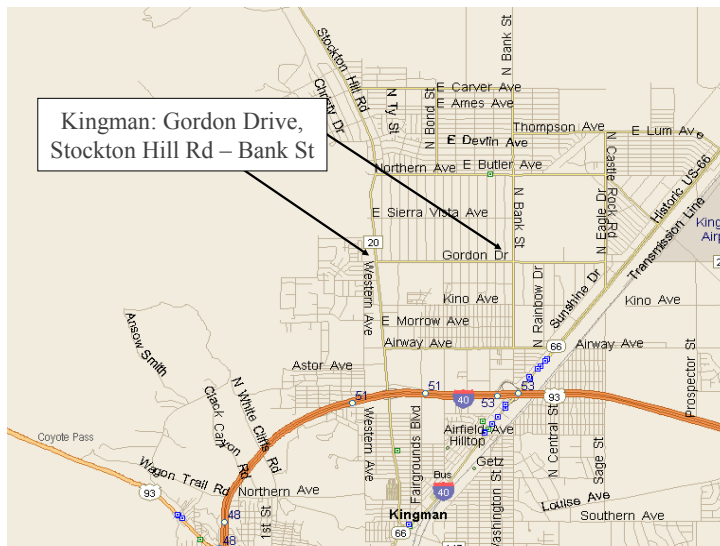 Kingman: Gordon Drive,
Stockton Hill Rd – Bank St
Stockton Hill Rd
Christy Dr
N Ty St
N Bond St
N Bank St
E Carver Ave
E Ames Ave
E Devlin Ave
Thompson Ave
E Lum Ave
Northern Ave
E Butler Ave
N Castle Rock Rd
Historic US-66
Transmission Line
E Sierra Vista Ave
N Bank St
N Eagle Dr
King
Airp
20
2
Gordon Dr
Western Ave
Kino Ave
N Rainbow Dr
Sunshine Dr
Kino Ave
E Morrow Ave
Airway Ave
66
Airway Ave
Ansow Smith
Astor Ave
Prospector St
51
51
40
53
53
93
Clack Canyon Rd
N White Cliffs Rd
Western Ave
Fairgrounds Blvd
Airfield Ave
Hilltop
N Central St
Sage St
Coyote Pass
Wagon Trail Rd
Getz
Bus
40
93
Northern Ave
1st St
Washington St
Louise Ave
Southern Ave
48
48
Kingman
66